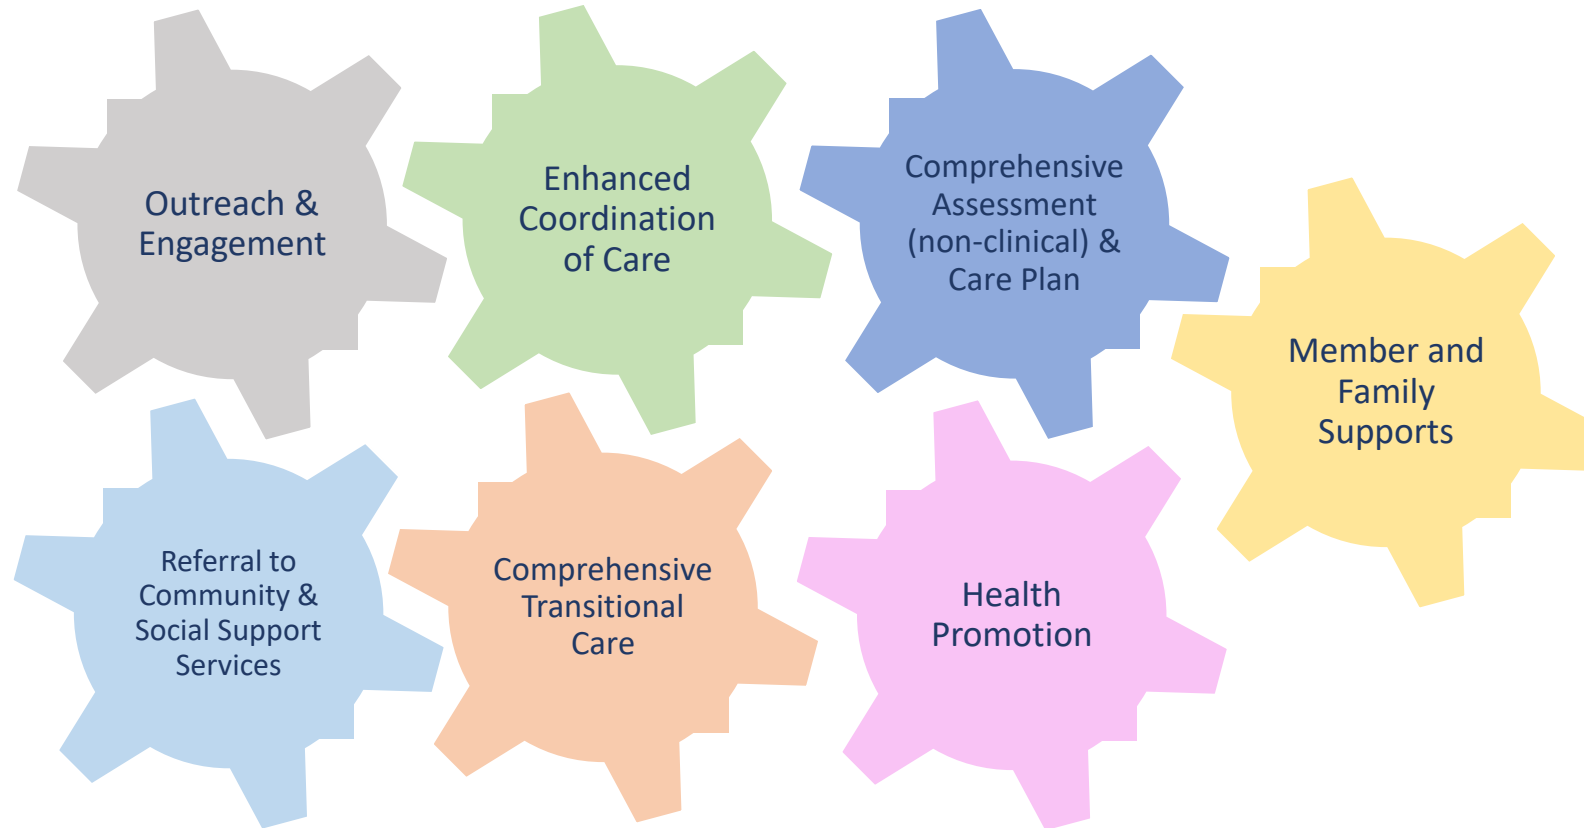 Outreach &
Engagement
Enhanced
Coordination
of Care
Comprehensive
Assessment
(non-clinical) &
Care Plan
Member and
Family
Supports
Referral to
Community &
Social Support
Services
Comprehensive
Transitional
Care
Health
Promotion